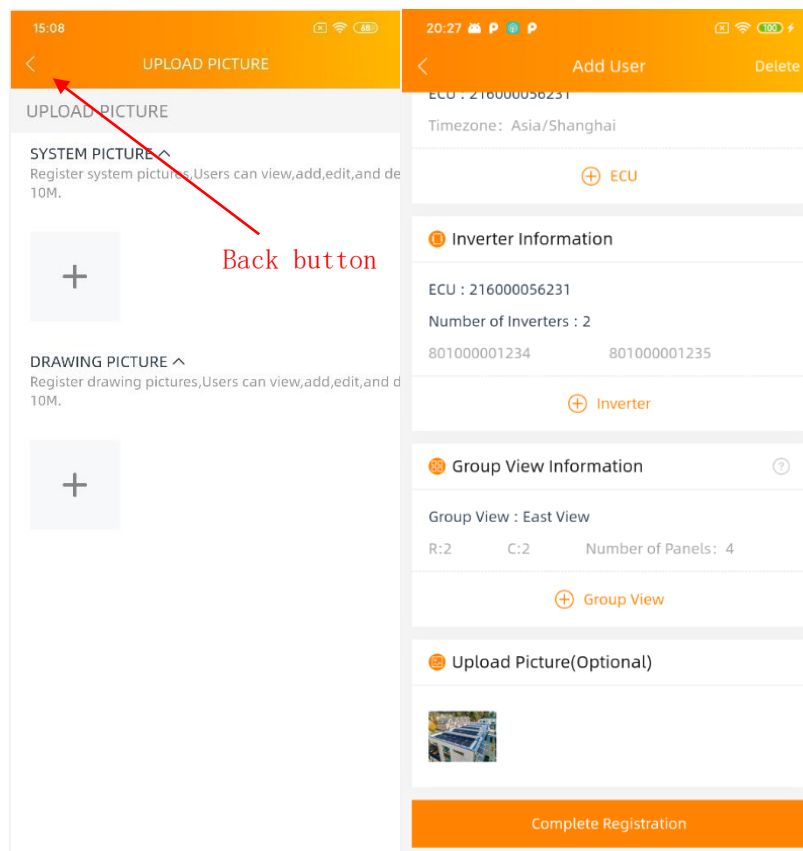 15:08
68
UPLOAD PICTURE
UPLOAD PICTURE
SYSTEM PICTURE
Register system pictures,Users can view,add,edit,and de
10M.
Back button
DRAWING PICTURE
Register drawing pictures,Users can view,add,edit,and d
10M.
20:27 P P
100
Add User
Delete
ECU : 216000056231
Timezone: Asia/Shanghai
ECU
Inverter Information
ECU : 216000056231
Number of Inverters : 2
801000001234 801000001235
Inverter
Group View Information
?
Group View : East View
R:2 C:2 Number of Panels: 4
Group View
Upload Picture(Optional)
Complete Registration